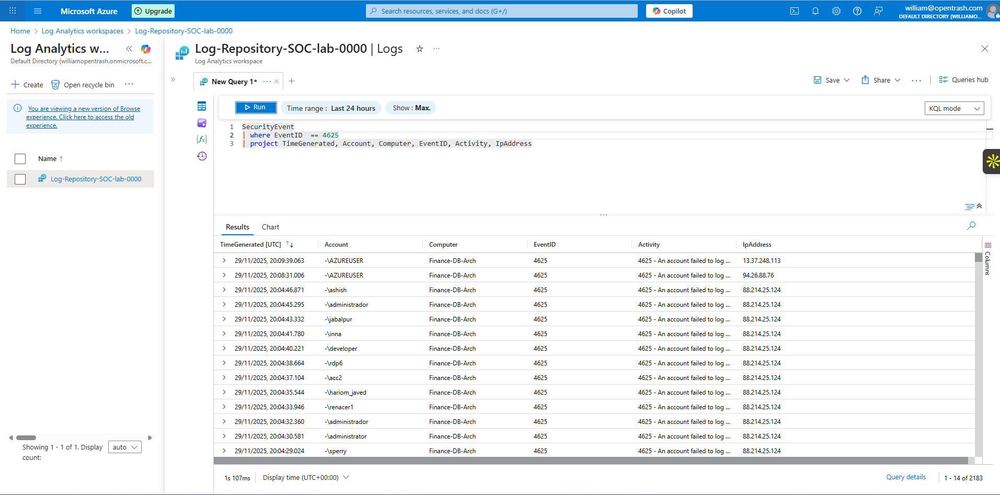 Microsoft Azure
Upgrade
Search resources, services, and docs (G+/)
Copilot
william@opentrash.com
DEFAULT DIRECTORY (WILLIAMO...
Home > Log Analytics workspaces > Log-Repository-SOC-lab-0000
Log Analytics w...
Default Directory (williamopentrash.onmicrosoft.c...
Create
Open recycle bin
You are viewing a new version of Browse
experience. Click here to access the old
experience.
Name ↑
Log-Repository-SOC-lab-0000
Showing 1 - 1 of 1. Display auto
count:
Log-Repository-SOC-lab-0000 | Logs
Log Analytics workspace
New Query 1*
Save
Share
Queries hub
Run
Time range : Last 24 hours
Show : Max.
KQL mode
1 SecurityEvent
2 | where EventID  == 4625
3 | project TimeGenerated, Account, Computer, EventID, Activity, IpAddress
Results Chart
TimeGenerated [UTC] Account Computer EventID Activity IpAddress
29/11/2025, 20:09:39.063 -\AZUREUSER Finance-DB-Arch 4625 4625 - An account failed to log ... 13.37.248.113
29/11/2025, 20:08:31.006 -\AZUREUSER Finance-DB-Arch 4625 4625 - An account failed to log ... 94.26.88.76
29/11/2025, 20:04:46.871 -\ashish Finance-DB-Arch 4625 4625 - An account failed to log ... 88.214.25.124
29/11/2025, 20:04:45.295 -\administrador Finance-DB-Arch 4625 4625 - An account failed to log ... 88.214.25.124
29/11/2025, 20:04:43.332 -\jabalpur Finance-DB-Arch 4625 4625 - An account failed to log ... 88.214.25.124
29/11/2025, 20:04:41.780 -\inna Finance-DB-Arch 4625 4625 - An account failed to log ... 88.214.25.124
29/11/2025, 20:04:40.221 -\developer Finance-DB-Arch 4625 4625 - An account failed to log ... 88.214.25.124
29/11/2025, 20:04:38.664 -\rdp6 Finance-DB-Arch 4625 4625 - An account failed to log ... 88.214.25.124
29/11/2025, 20:04:37.104 -\acc2 Finance-DB-Arch 4625 4625 - An account failed to log ... 88.214.25.124
29/11/2025, 20:04:35.544 -\hariom_javed Finance-DB-Arch 4625 4625 - An account failed to log ... 88.214.25.124
29/11/2025, 20:04:33.946 -\renacer1 Finance-DB-Arch 4625 4625 - An account failed to log ... 88.214.25.124
29/11/2025, 20:04:32.360 -\administrador Finance-DB-Arch 4625 4625 - An account failed to log ... 88.214.25.124
29/11/2025, 20:04:30.581 -\administrator Finance-DB-Arch 4625 4625 - An account failed to log ... 88.214.25.124
29/11/2025, 20:04:29.024 -\sperry Finance-DB-Arch 4625 4625 - An account failed to log ... 88.214.25.124
Columns
1s 107ms Display time (UTC+00:00) Query details 1 - 14 of 2183